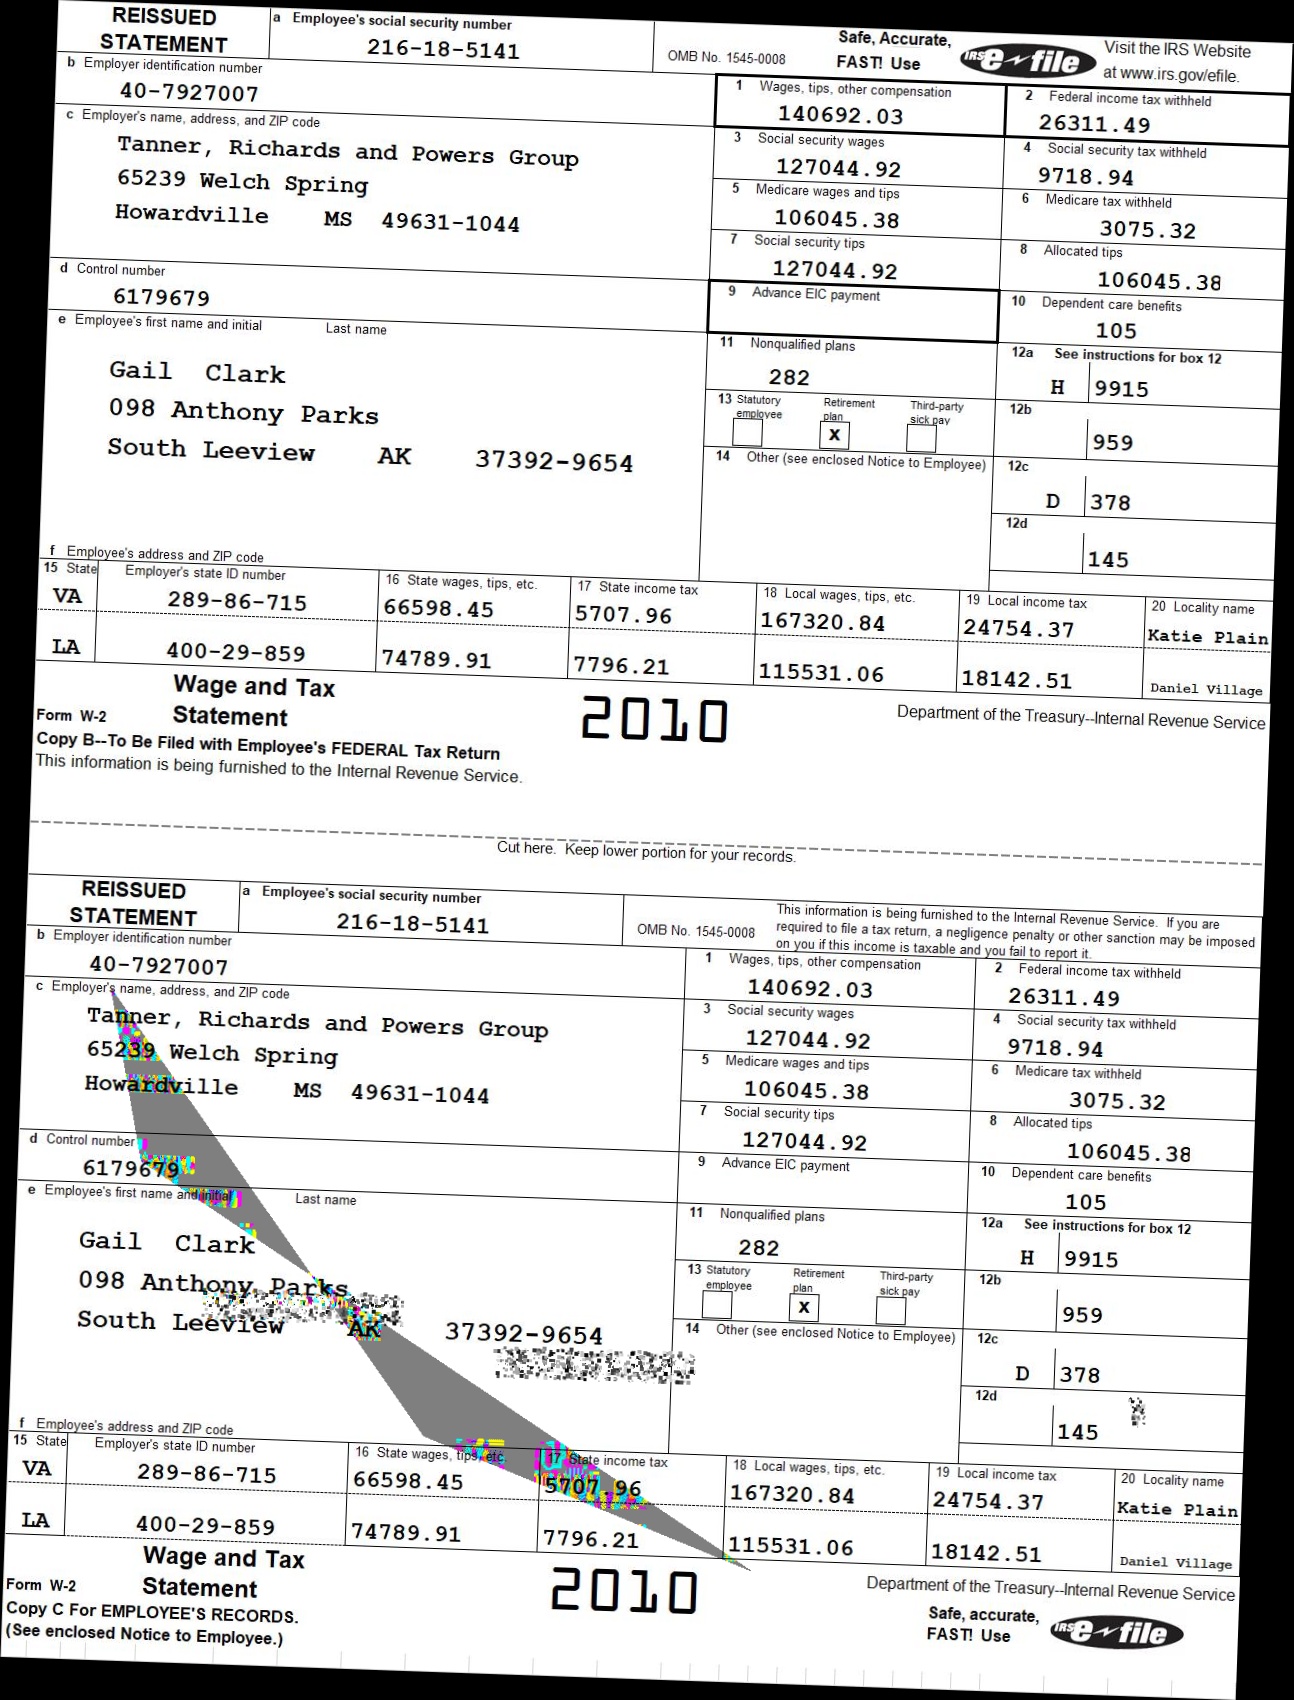 REISSUED STATEMENT
a Employee's social security number
216-18-5141
OMB No. 1545-0008
Safe, Accurate, FAST! Use
IRS e-file
Visit the IRS Website at www.irs.gov/efile.
b Employer identification number
40-7927007
1 Wages, tips, other compensation
140692.03
2 Federal income tax withheld
26311.49
c Employer's name, address, and ZIP code
Tanner, Richards and Powers Group
65239 Welch Spring
Howardville MS 49631-1044
3 Social security wages
127044.92
4 Social security tax withheld
9718.94
5 Medicare wages and tips
106045.38
6 Medicare tax withheld
3075.32
7 Social security tips
127044.92
8 Allocated tips
106045.38
d Control number
6179679
9 Advance EIC payment
10 Dependent care benefits
105
e Employee's first name and initial Last name
Gail Clark
098 Anthony Parks
South Leeview AK 37392-9654
11 Nonqualified plans
282
12a See instructions for box 12
H 9915
13 Statutory employee Retirement plan Third-party sick pay
X
12b
959
14 Other (see enclosed Notice to Employee)
12c
D 378
12d
145
f Employee's address and ZIP code
15 State Employer's state ID number 16 State wages, tips, etc. 17 State income tax 18 Local wages, tips, etc. 19 Local income tax 20 Locality name
VA 289-86-715 66598.45 5707.96 167320.84 24754.37 Katie Plain
LA 400-29-859 74789.91 7796.21 115531.06 18142.51 Daniel Village
Form W-2 Wage and Tax Statement 2010 Department of the Treasury--Internal Revenue Service
Copy B--To Be Filed with Employee's FEDERAL Tax Return
This information is being furnished to the Internal Revenue Service.
Cut here. Keep lower portion for your records.
REISSUED STATEMENT
a Employee's social security number
216-18-5141
OMB No. 1545-0008
This information is being furnished to the Internal Revenue Service. If you are
required to file a tax return, a negligence penalty or other sanction may be imposed
on you if this income is taxable and you fail to report it.
b Employer identification number
40-7927007
1 Wages, tips, other compensation
140692.03
2 Federal income tax withheld
26311.49
c Employer's name, address, and ZIP code
Tanner, Richards and Powers Group
65239 Welch Spring
Howardville MS 49631-1044
3 Social security wages
127044.92
4 Social security tax withheld
9718.94
5 Medicare wages and tips
106045.38
6 Medicare tax withheld
3075.32
7 Social security tips
127044.92
8 Allocated tips
106045.38
d Control number
6179679
9 Advance EIC payment
10 Dependent care benefits
105
e Employee's first name and initial Last name
Gail Clark
098 Anthony Parks
South Leeview AK 37392-9654
11 Nonqualified plans
282
12a See instructions for box 12
H 9915
13 Statutory employee Retirement plan Third-party sick pay
X
12b
959
14 Other (see enclosed Notice to Employee)
12c
D 378
12d
145
f Employee's address and ZIP code
15 State Employer's state ID number 16 State wages, tips, etc. 17 State income tax 18 Local wages, tips, etc. 19 Local income tax 20 Locality name
VA 289-86-715 66598.45 5707.96 167320.84 24754.37 Katie Plain
LA 400-29-859 74789.91 7796.21 115531.06 18142.51 Daniel Village
Form W-2 Wage and Tax Statement 2010 Department of the Treasury--Internal Revenue Service
Copy C For EMPLOYEE'S RECORDS.
(See enclosed Notice to Employee.)
Safe, accurate, FAST! Use
IRS e-file